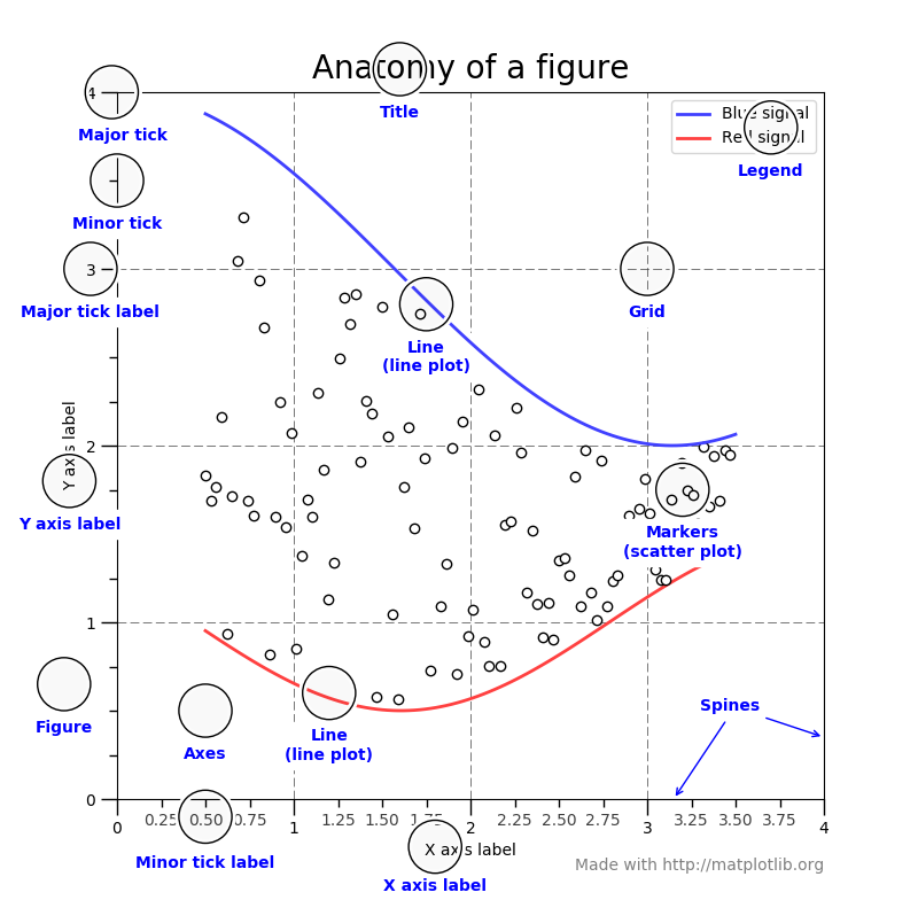 Anatomy of a figure
Title
4
Major tick
Blue signal
Red signal
Legend
Minor tick
3
Major tick label
Grid
Line
(line plot)
2
Y axis label
Y axis label
Markers
(scatter plot)
1
Figure
Axes
Line
(line plot)
Spines
0
0 0.25 0.50 0.75 1 1.25 1.50 1.75 2 2.25 2.50 2.75 3 3.25 3.50 3.75 4
Minor tick label
X axis label
X axis label
Made with http://matplotlib.org